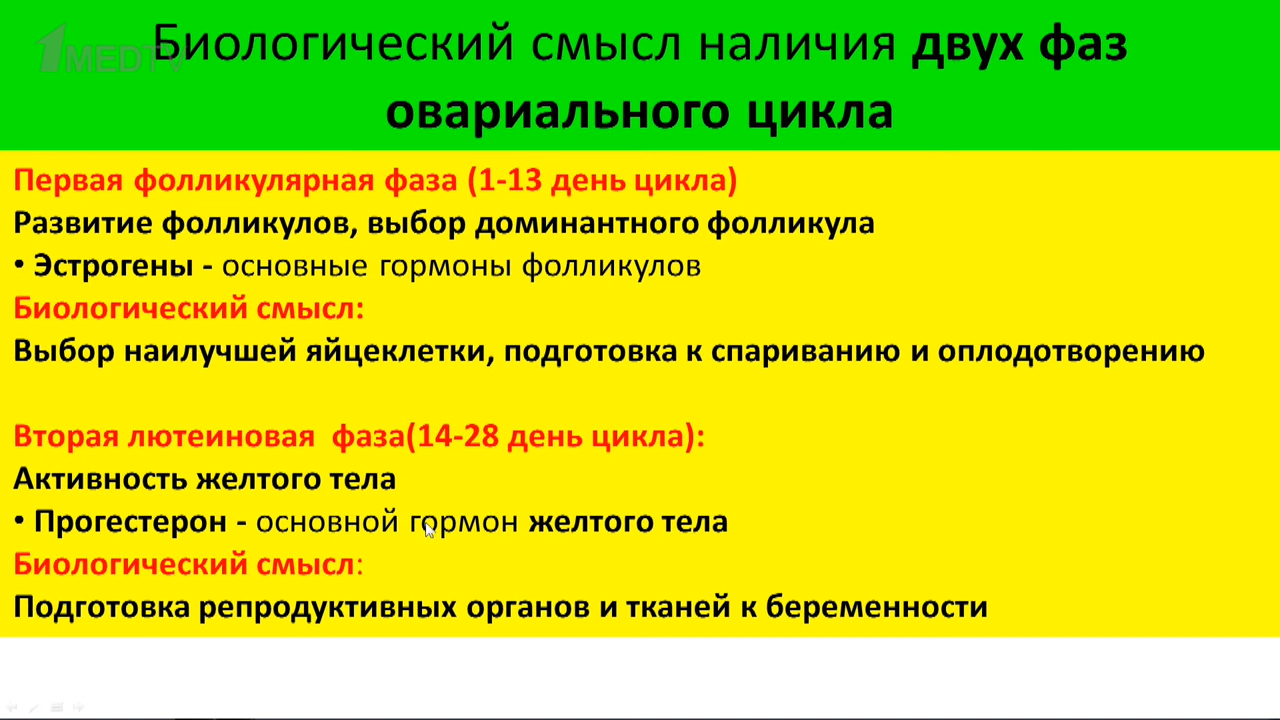 1MEDTV
Биологический смысл наличия двух фаз
овариального цикла
Первая фолликулярная фаза (1-13 день цикла)
Развитие фолликулов, выбор доминантного фолликула
• Эстрогены - основные гормоны фолликулов
Биологический смысл:
Выбор наилучшей яйцеклетки, подготовка к спариванию и оплодотворению
Вторая лютеиновая  фаза(14-28 день цикла):
Активность желтого тела
• Прогестерон - основной гормон желтого тела
Биологический смысл:
Подготовка репродуктивных органов и тканей к беременности